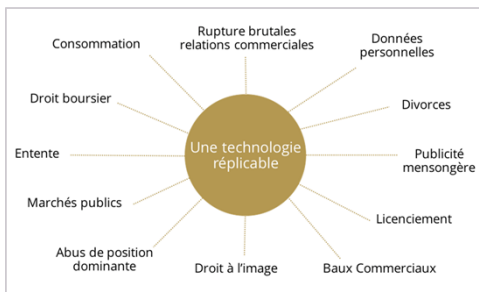 Rupture brutales
relations commerciales
Consommation
Données
personnelles
Droit boursier
Divorces
Une technologie
réplicable
Entente
Publicité
mensongère
Marchés publics
Licenciement
Abus de position
dominante
Droit à l'image
Baux Commerciaux